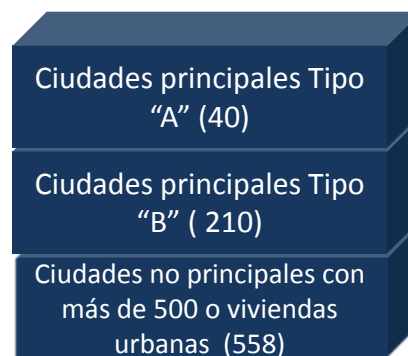 Ciudades principales Tipo
“A” (40)
Ciudades principales Tipo
“B” ( 210)
Ciudades no principales con
más de 500 o viviendas
urbanas  (558)